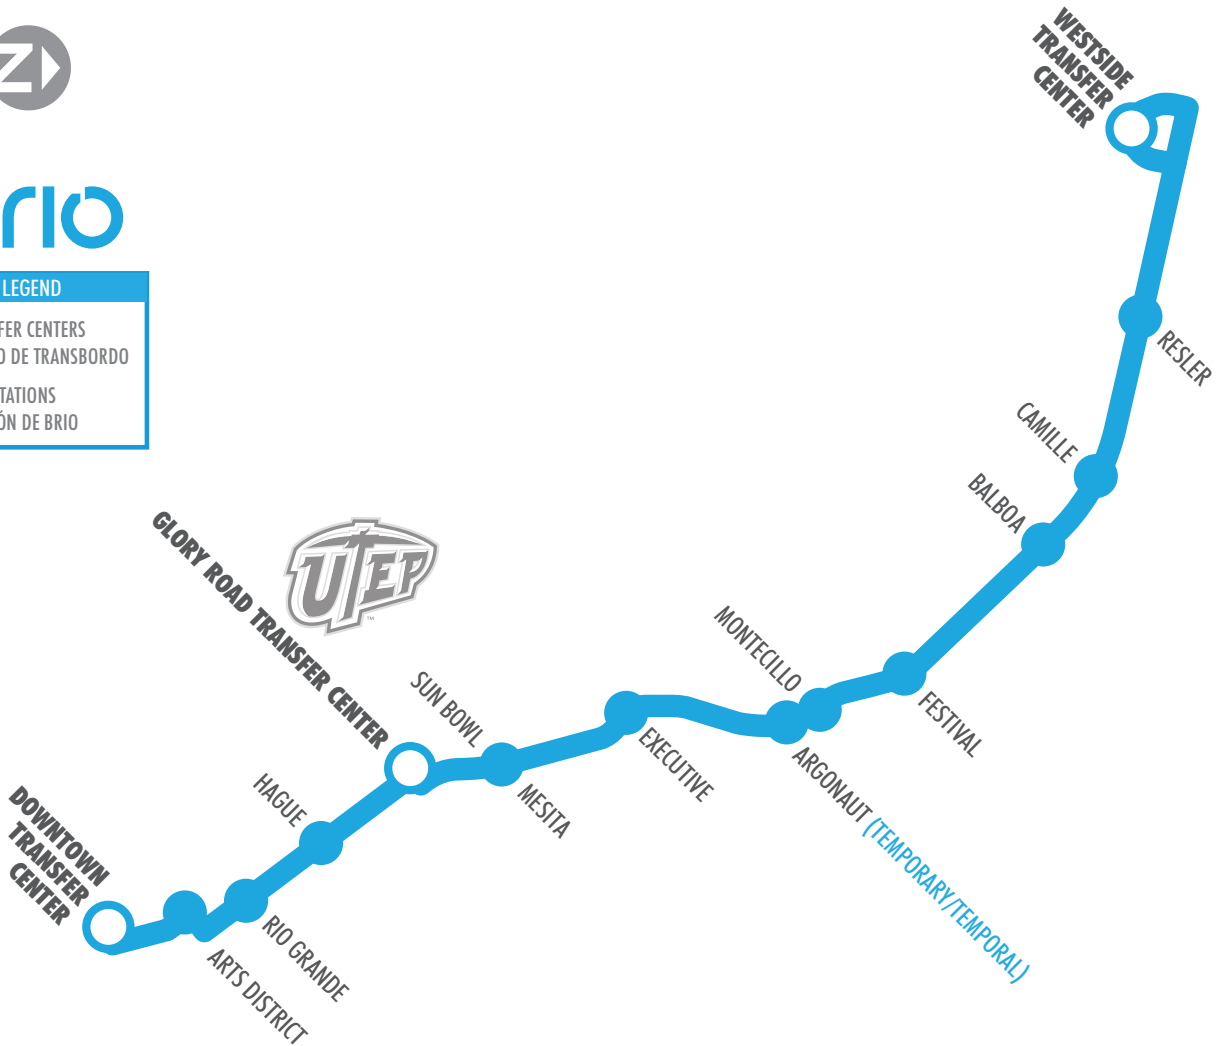 WESTSIDE
TRANSFER
CENTER
rio
LEGEND
FER CENTERS
O DE TRANSBORDO
TATIONS
ÓN DE BRIO
RESLER
CAMILLE
BALBOA
GLORY ROAD TRANSFER CENTER
UTEP
TM
MONTECILLO
SUN BOWL
FESTIVAL
EXECUTIVE
ARGONAUT (TEMPORARY/TEMPORAL)
HAGUE
MESITA
DOWNTOWN
TRANSFER
CENTER
RIO GRANDE
ARTS DISTRICT